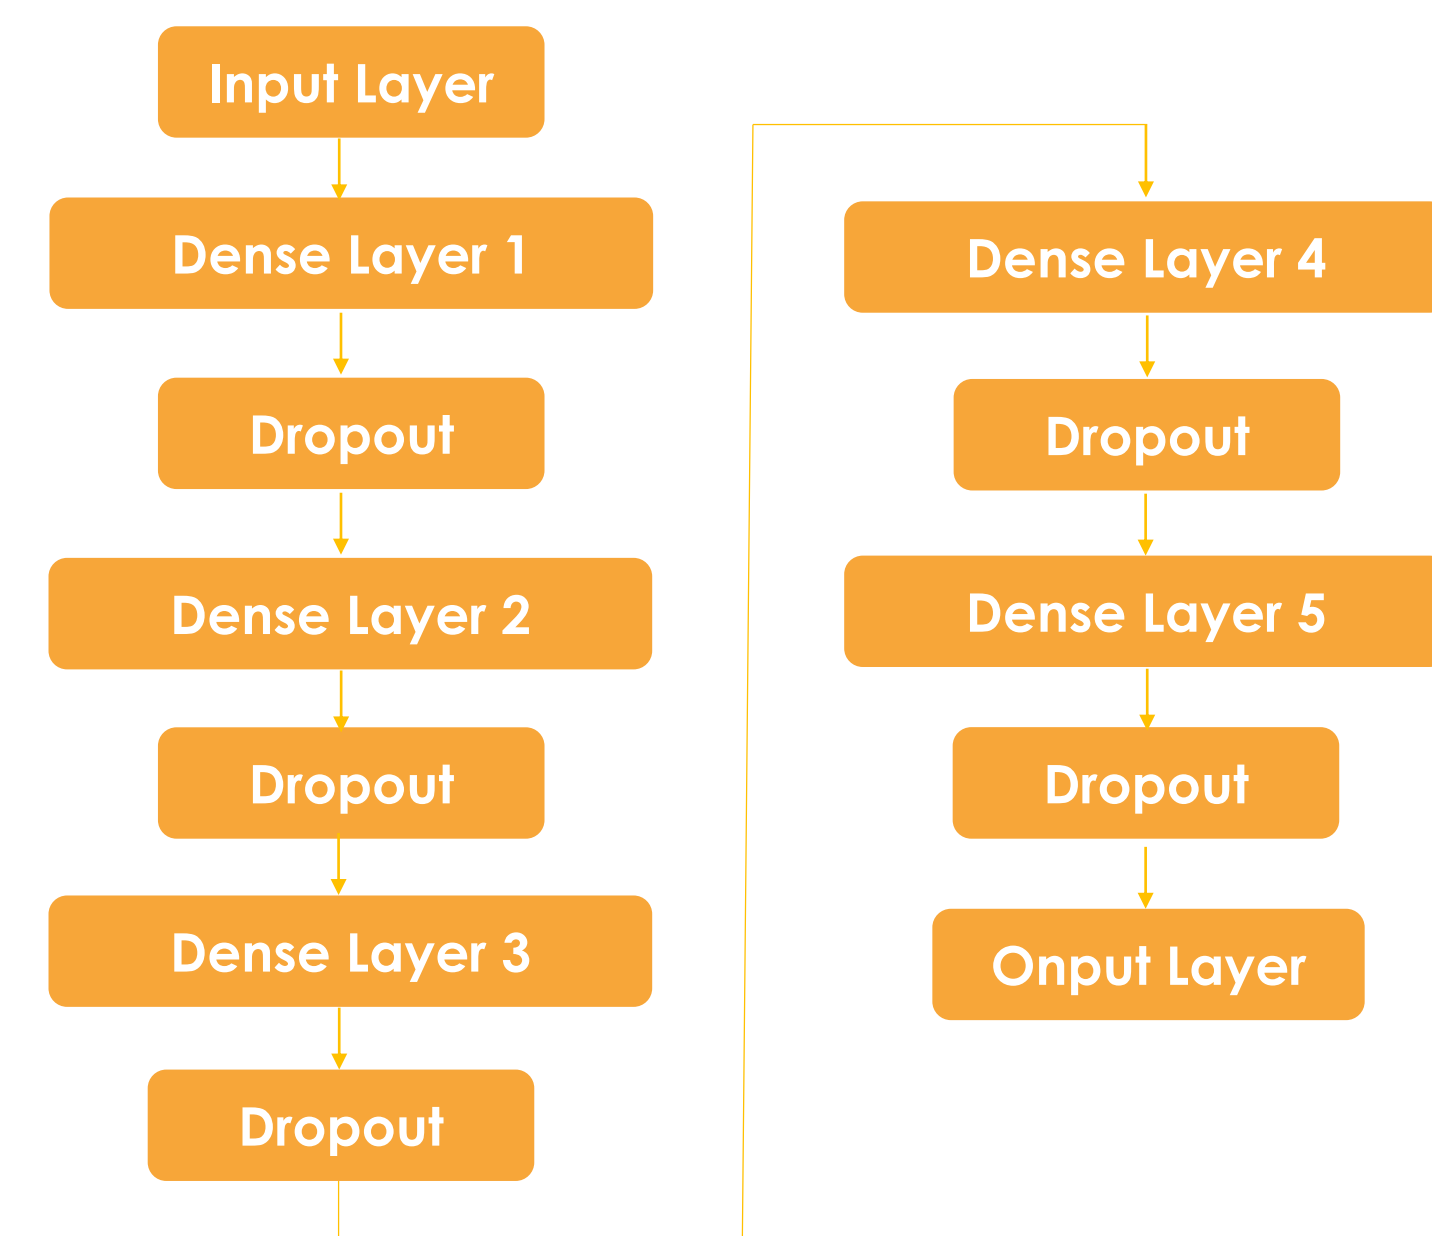 Input Layer
Dense Layer 1
Dropout
Dense Layer 2
Dropout
Dense Layer 3
Dropout
Dense Layer 4
Dropout
Dense Layer 5
Dropout
Onput Layer